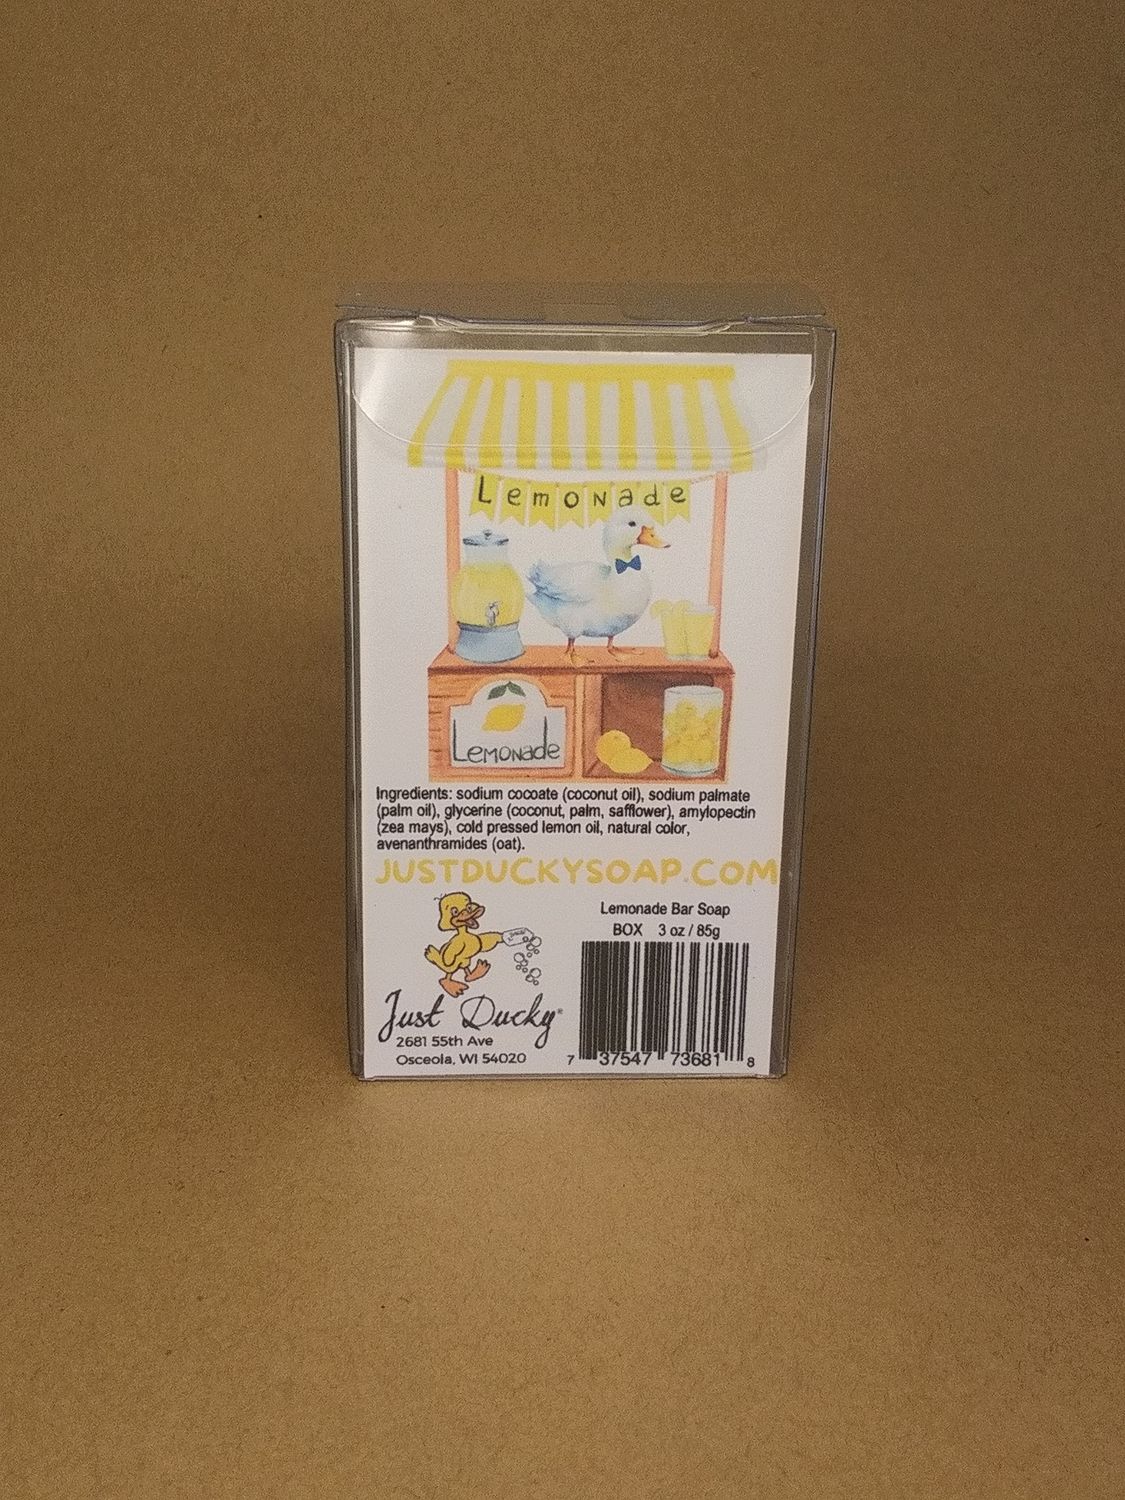 Lemonade
Lemonade
Ingredients: sodium cocoate (coconut oil), sodium palmate
(palm oil), glycerine (coconut, palm, safflower), amylopectin
(zea mays), cold pressed lemon oil, natural color,
avenanthramides (oat).
JUSTDUCKYSOAP.COM
Lemonade Bar Soap
BOX 3 oz / 85g
Just Ducky®
2681 55th Ave
Osceola, WI 54020
7 37547 73681 8